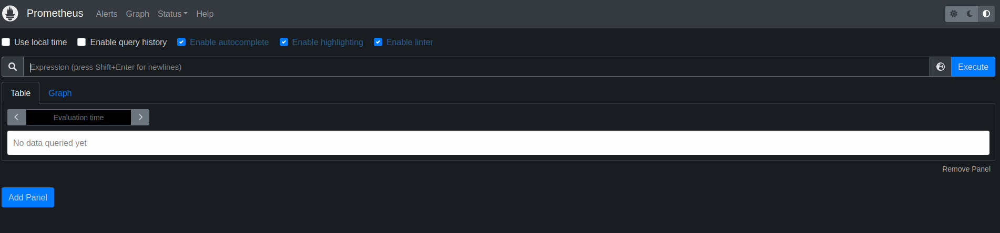 Prometheus Alerts Graph Status Help
Use local time Enable query history Enable autocomplete Enable highlighting Enable linter
Expression (press Shift+Enter for newlines) Execute
Table Graph
Evaluation time
No data queried yet
Remove Panel
Add Panel